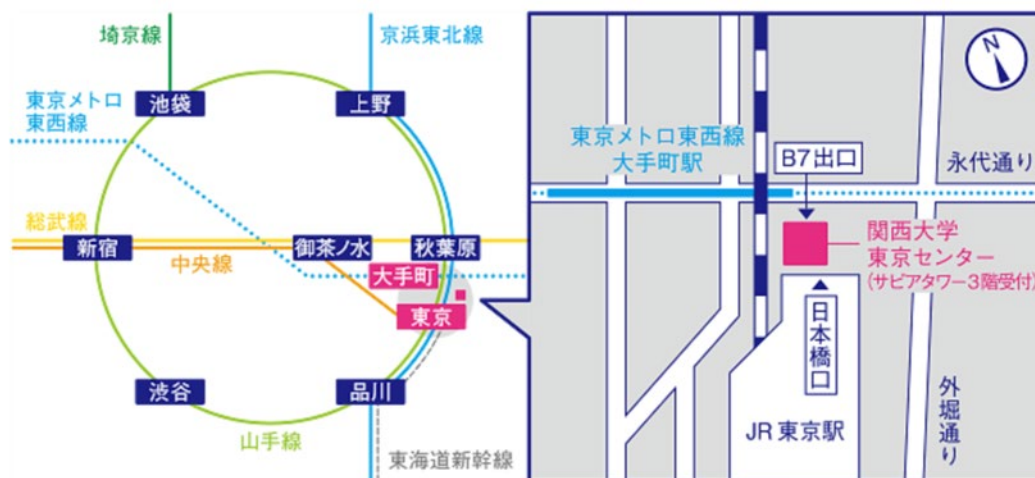 埼京線
京浜東北線
東京メトロ
東西線
池袋
上野
総武線
新宿
御茶ノ水
秋葉原
中央線
大手町
東京
渋谷
品川
山手線
東海道新幹線
N
東京メトロ東西線
大手町駅
B7出口
永代通り
関西大学
東京センター
(サピアタワー3階受付)
日本橋口
JR東京駅
外堀通り